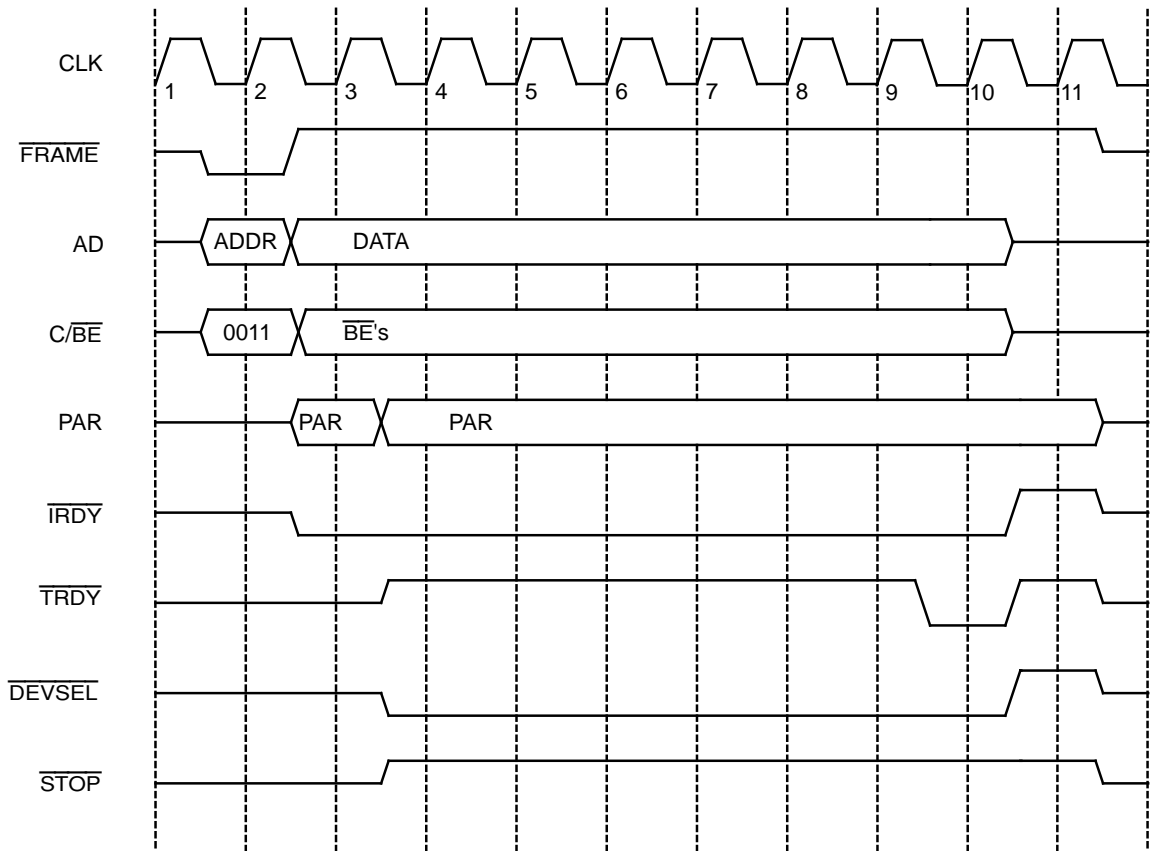 CLK
1 2 3 4 5 6 7 8 9 10 11
FRAME
AD
ADDR DATA
C/BE
0011 BE's
PAR
PAR PAR
IRDY
TRDY
DEVSEL
STOP